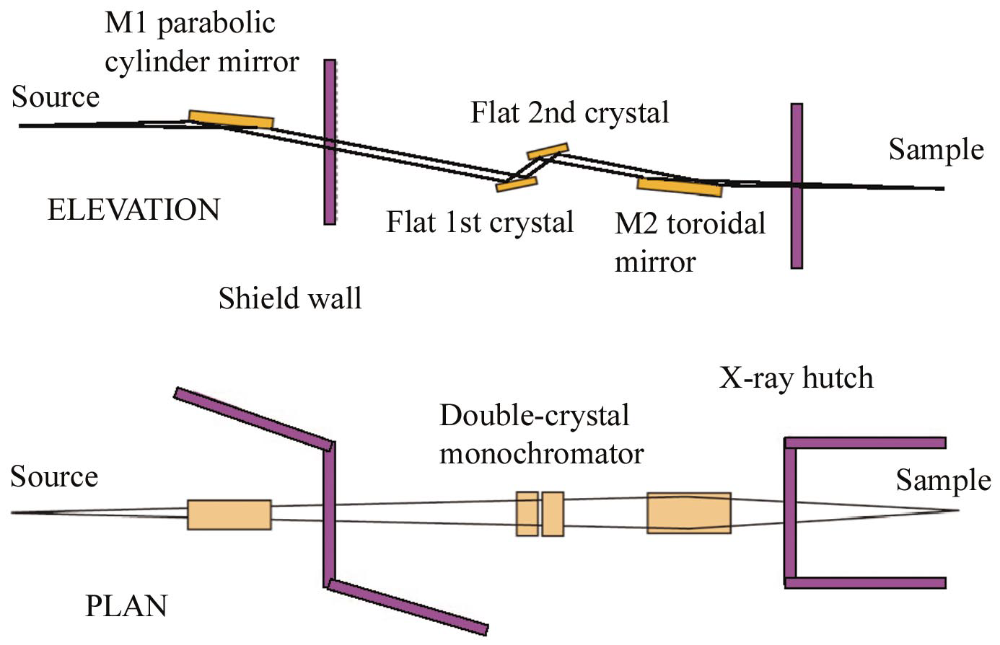 M1 parabolic
cylinder mirror
Source
Flat 2nd crystal
Sample
ELEVATION
Flat 1st crystal
M2 toroidal
mirror
Shield wall
X-ray hutch
Double-crystal
monochromator
Source
Sample
PLAN